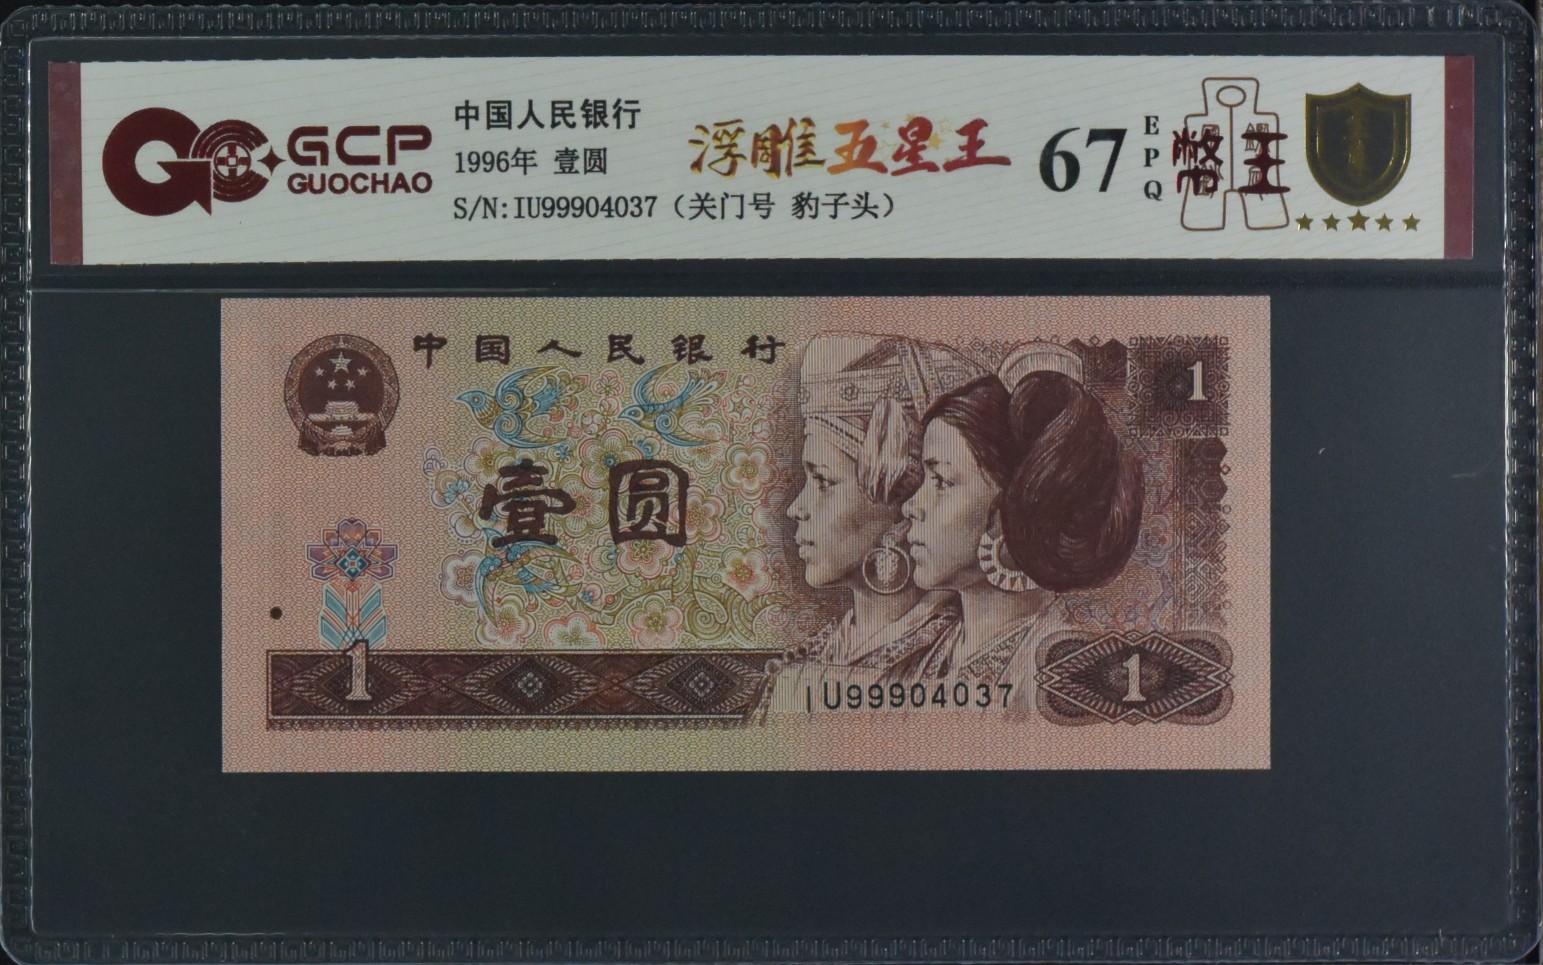 GCP
GUOCHAO
中国人民银行
1996年 壹圆
S/N:IU99904037（关门号 豹子头）
浮雕五星王
67
EPQ
中国人民银行
1
壹圆
1
IU99904037
1